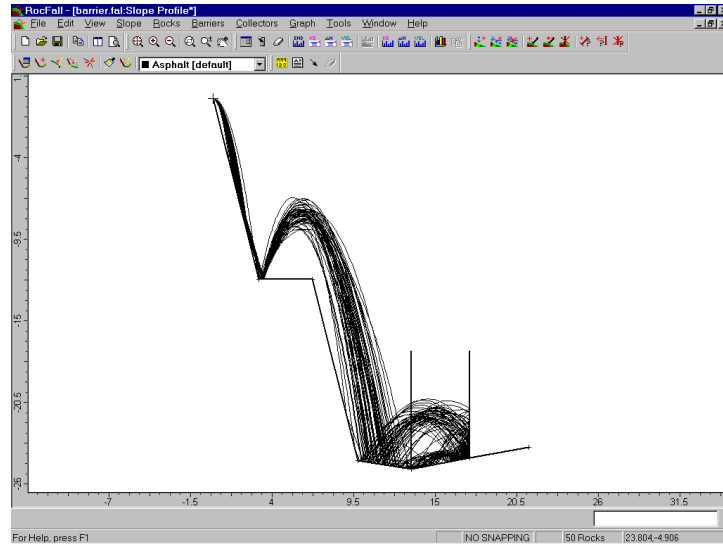 RocFall - [barrier.fal:Slope Profile*]
File Edit View Slope Rocks Barriers Collectors Graph Tools Window Help
Asphalt [default]
1
-4
-9.5
-15
-20.5
-26
-7 -1.5 4 9.5 15 20.5 26 31.5
For Help, press F1 NO SNAPPING 50 Rocks 23.804,-4.906